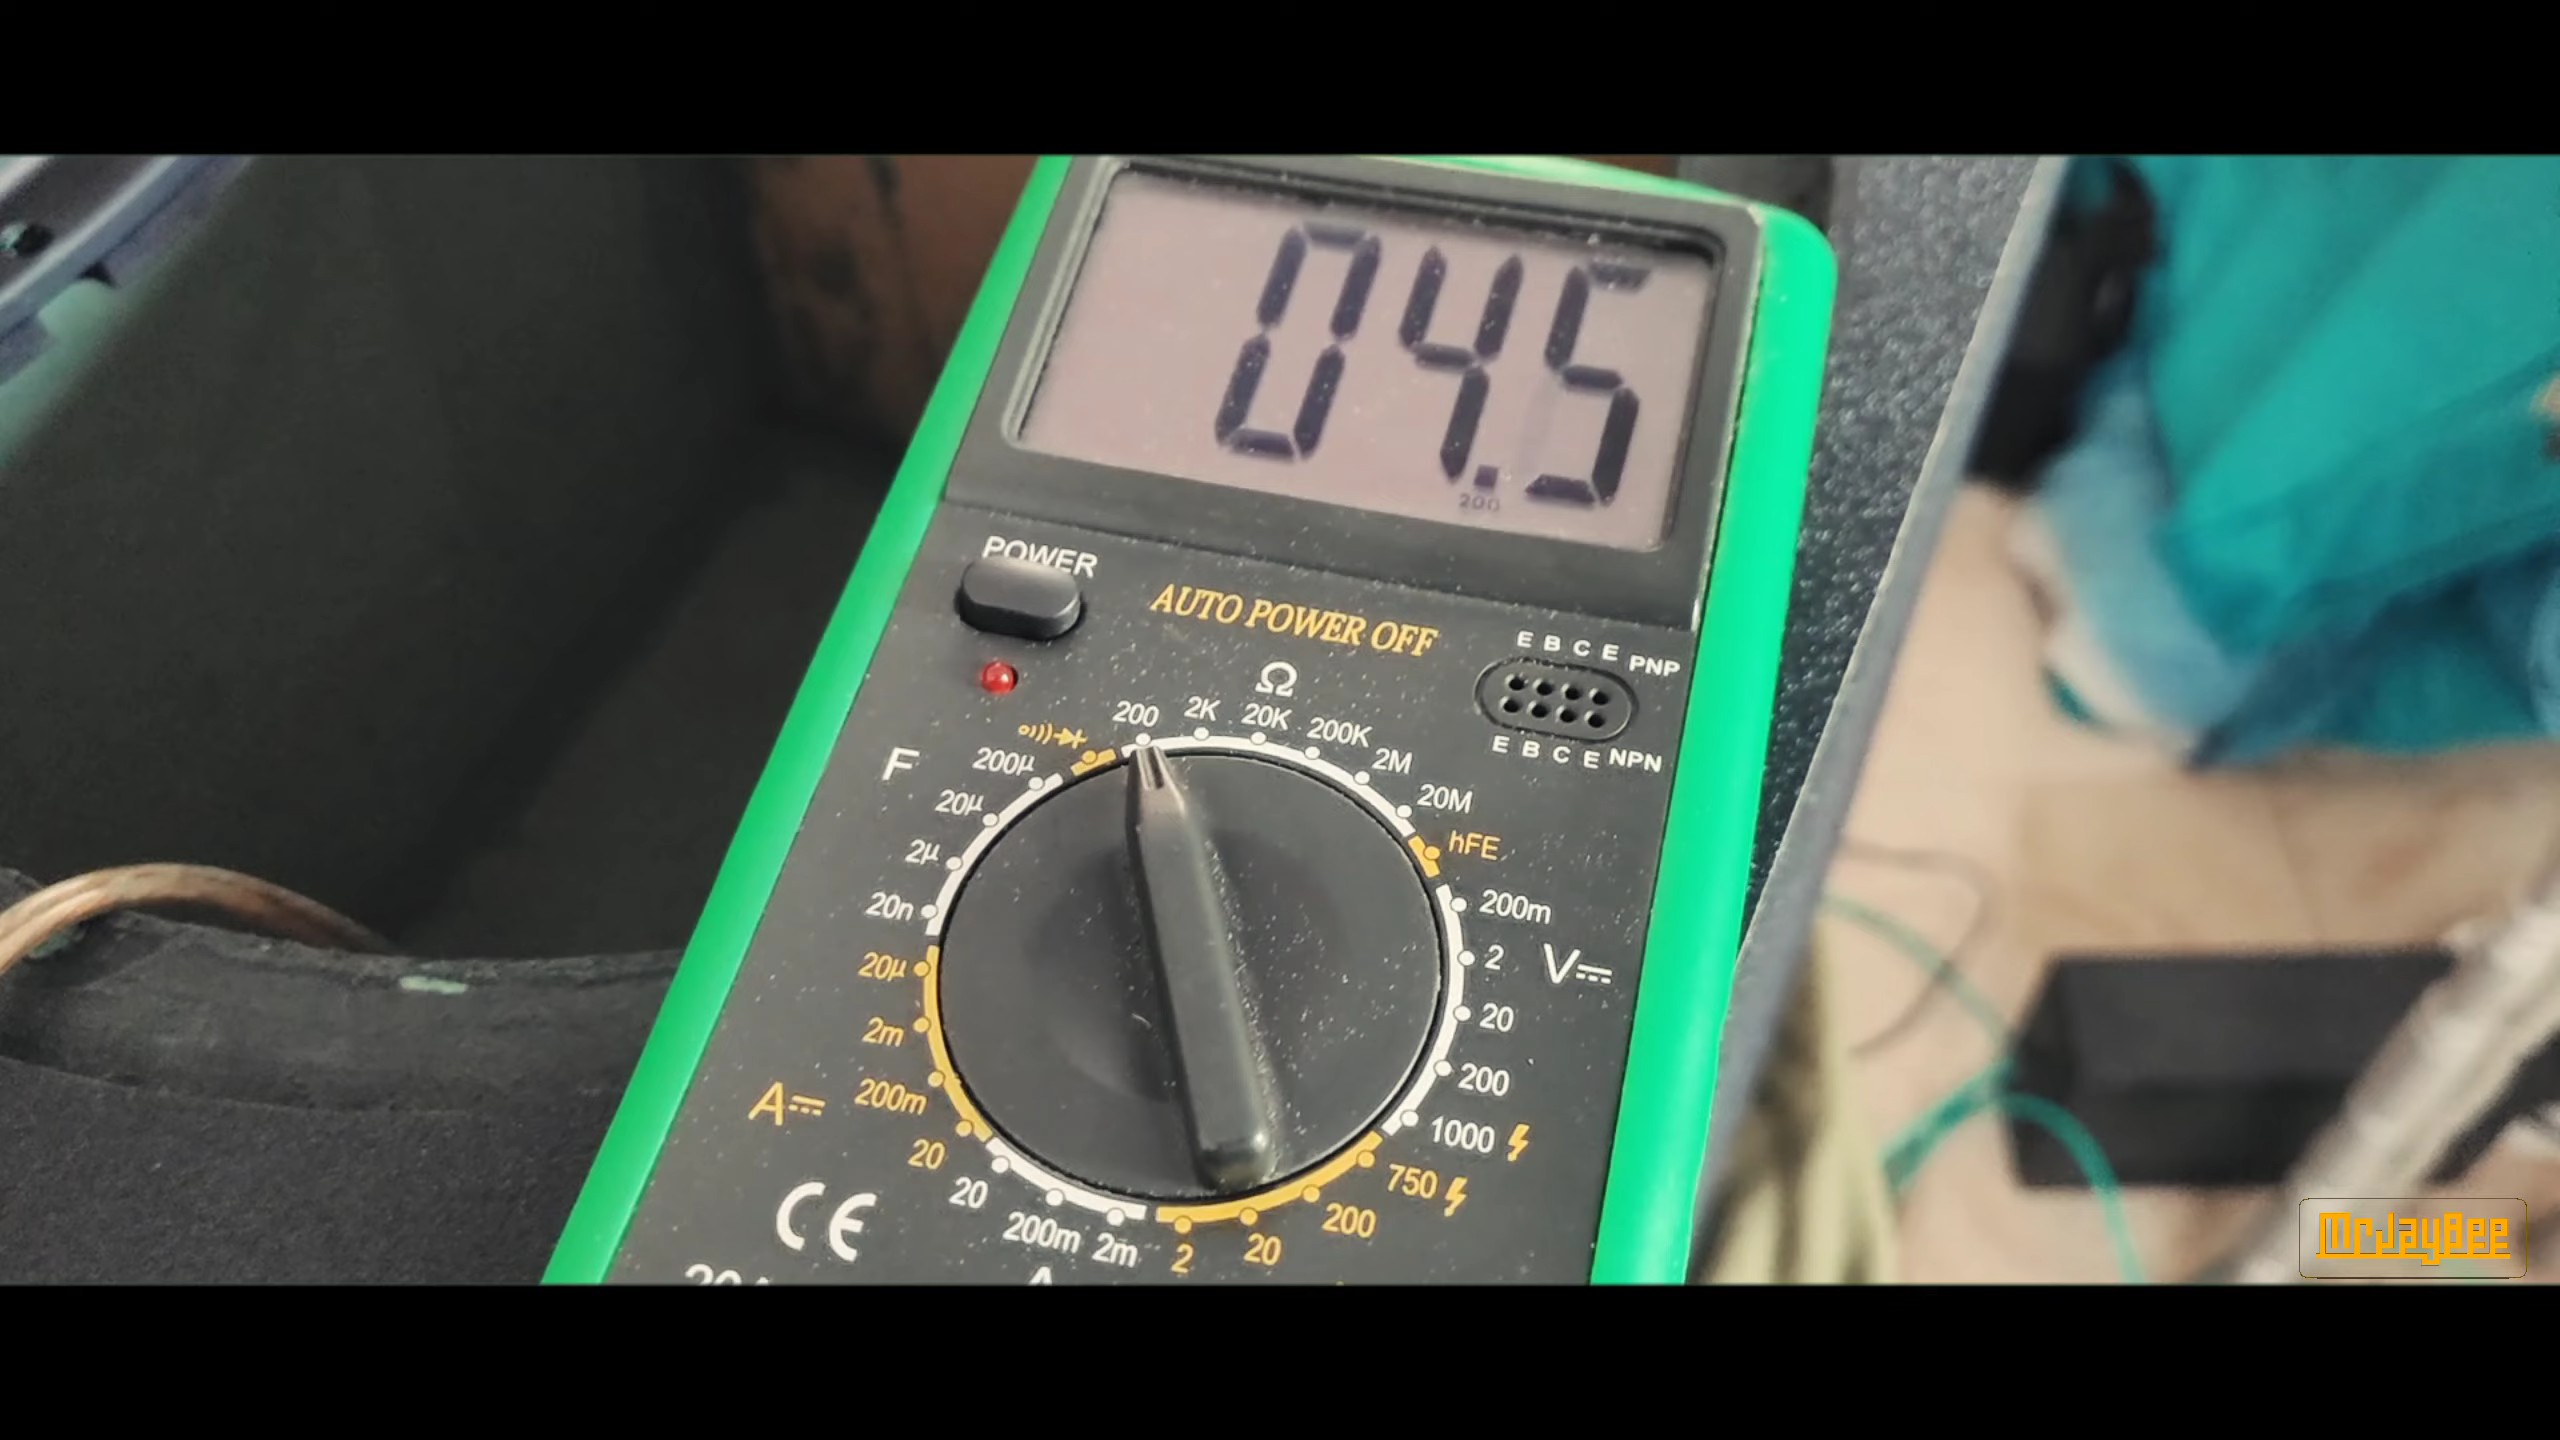 04.5
200
POWER
AUTO POWER OFF
E B C E PNP
E B C E NPN
Ω
200 2K 20K 200K 2M 20M
hFE
F
200µ
20µ
2µ
20n
20µ
2m
200m
20
A
200m
2
20
200
1000
V
750
200
20
2
2m
200m
20
CE
MrJayBee